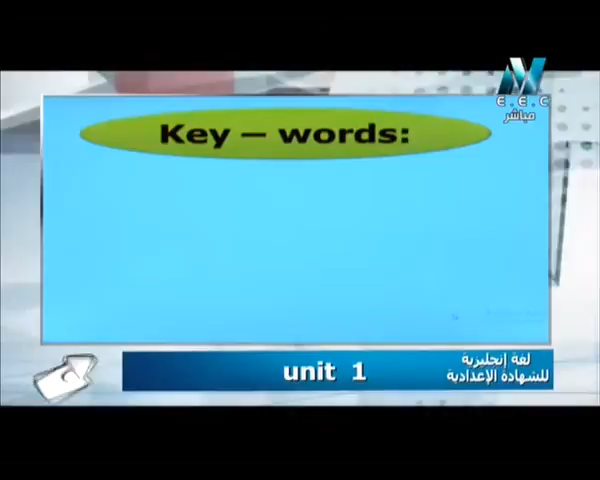 E.E.C
مباشر
Key – words:
unit 1
لغة إنجليزية
للشهادة الإعدادية